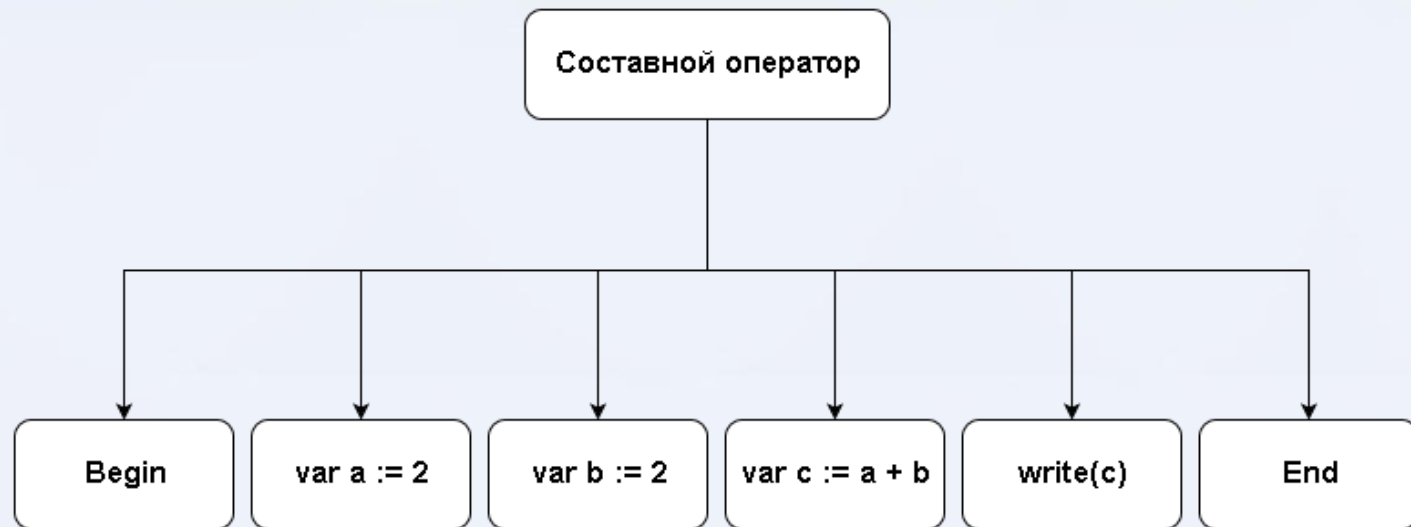 Составной оператор
Begin
var a := 2
var b := 2
var c := a + b
write(c)
End